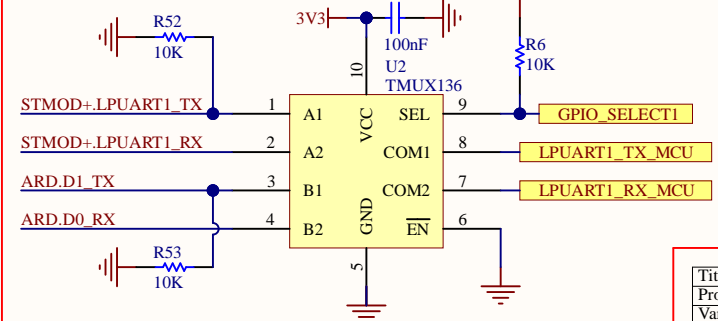 R52
10K
3V3
100nF
U2
TMUX136
R6
10K
10
STMOD+.LPUART1_TX
1
A1
VCC
SEL
9
GPIO_SELECT1
STMOD+.LPUART1_RX
2
A2
COM1
8
LPUART1_TX_MCU
ARD.D1_TX
3
B1
COM2
7
LPUART1_RX_MCU
ARD.D0_RX
4
B2
GND
EN
6
5
R53
10K
Tit
Pro
Va